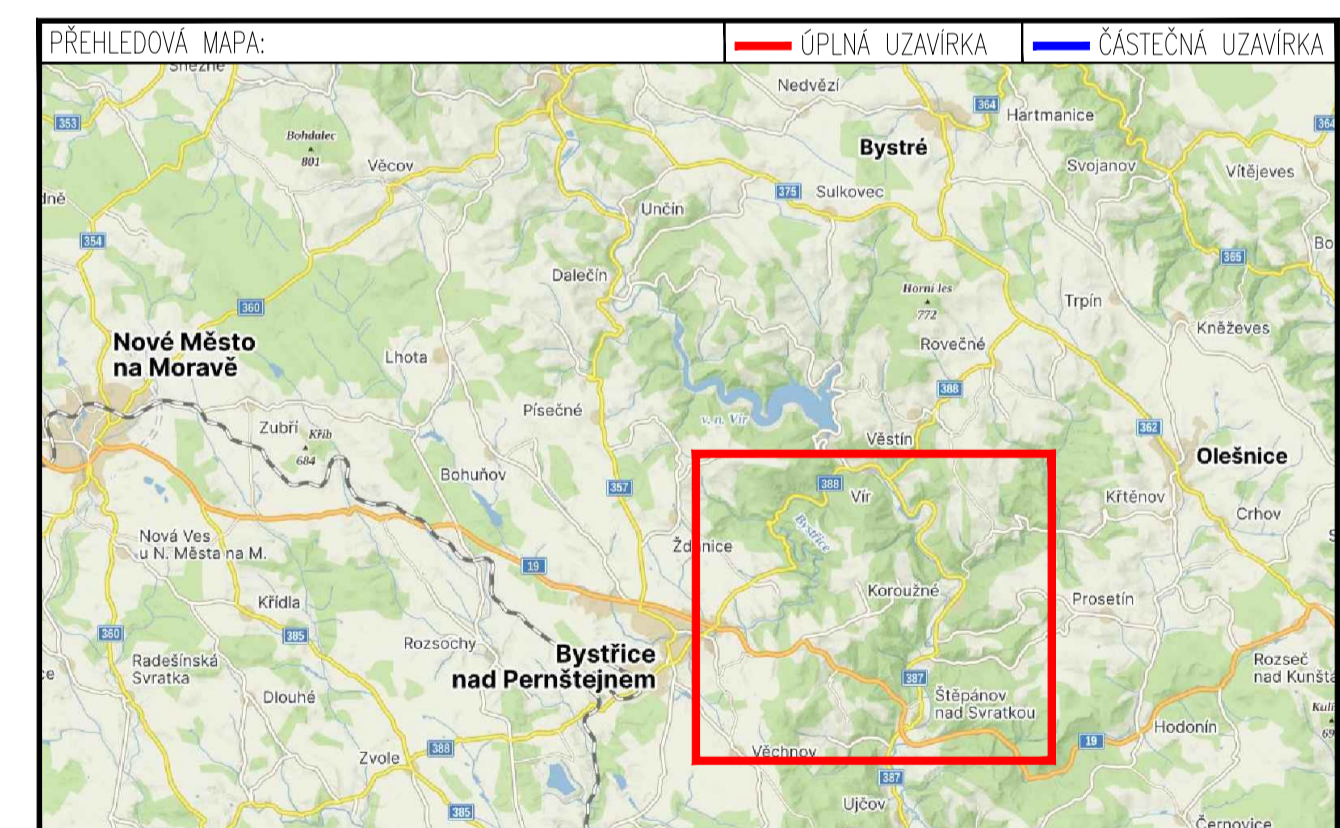 PŘEHLEDOVÁ MAPA:
ÚPLNÁ UZAVÍRKA
ČÁSTEČNÁ UZAVÍRKA
Sněžné
Nedvězí
364
Hartmanice
353
364
Bohdalec
801
Věcov
Bystré
Svojanov
Vítějeves
375
Sulkovec
Unčín
354
365
Dalečín
Horní les
772
Trpín
360
Kněževes
Nové Město
na Moravě
Lhota
Rovečné
388
Písečné
v. n. Vír
362
Zubří
Křib
684
Věstín
Olešnice
Bohuňov
357
388
Vír
Křtěnov
Crhov
Nová Ves
u N. Města na M.
Bystřice
19
Koroužné
Prosetín
Křídla
385
360
Rozsochy
Bystřice
nad Pernštejnem
Radešínská
Svratka
Rozseč
387
Dlouhé
Štěpánov
nad Svratkou
Hodonín
19
388
Zvole
Věchnov
387
385
Ujčov
Černovice